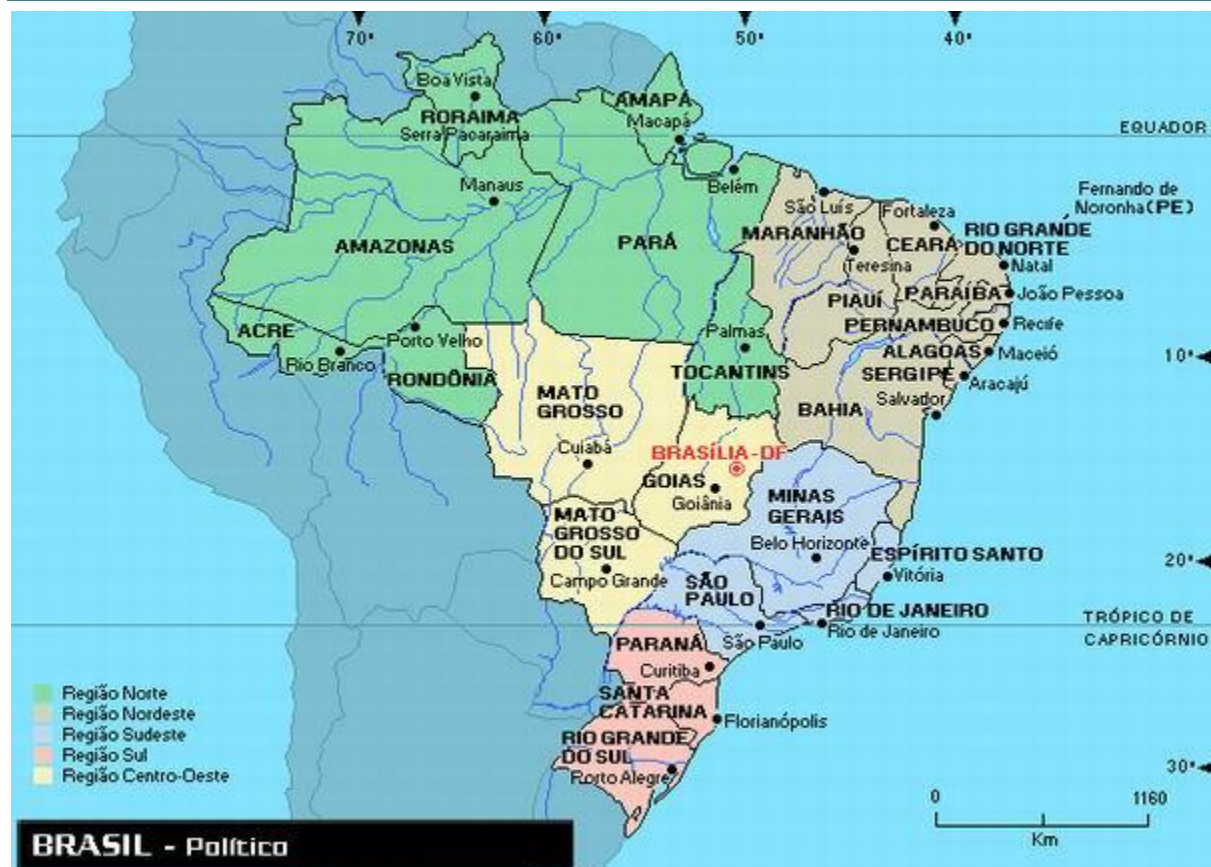 70°
60°
50°
40°
Boa Vista
RORAIMA
Serra Pacaraima
AMAPÁ
Macapá
EQUADOR
Manaus
Belém
AMAZONAS
PARÁ
São Luís
MARANHÃO
Teresina
Fortaleza
CEARÁ
Fernando de
Noronha(PE)
RIO GRANDE
DO NORTE
Natal
PIAUÍ
PARAÍBA
João Pessoa
PERNAMBUCO
Recife
ACRE
Rio Branco
Porto Velho
RONDÔNIA
Palmas
TOCANTINS
ALAGOAS
Maceió
SERGIPE
Aracajú
10°
MATO
GROSSO
Cuiabá
BAHIA
Salvador
BRASÍLIA-DF
GOIAS
Goiânia
MINAS
GERAIS
Belo Horizonte
MATO
GROSSO
DO SUL
Campo Grande
ESPÍRITO SANTO
Vitória
20°
SÃO
PAULO
São Paulo
RIO DE JANEIRO
Rio de Janeiro
TRÓPICO DE
CAPRICÓRNIO
PARANÁ
Curitiba
SANTA
CATARINA
Florianópolis
RIO GRANDE
DO SUL
Porto Alegre
30°
Região Norte
Região Nordeste
Região Sudeste
Região Sul
Região Centro-Oeste
0
1160
Km
BRASIL - Político